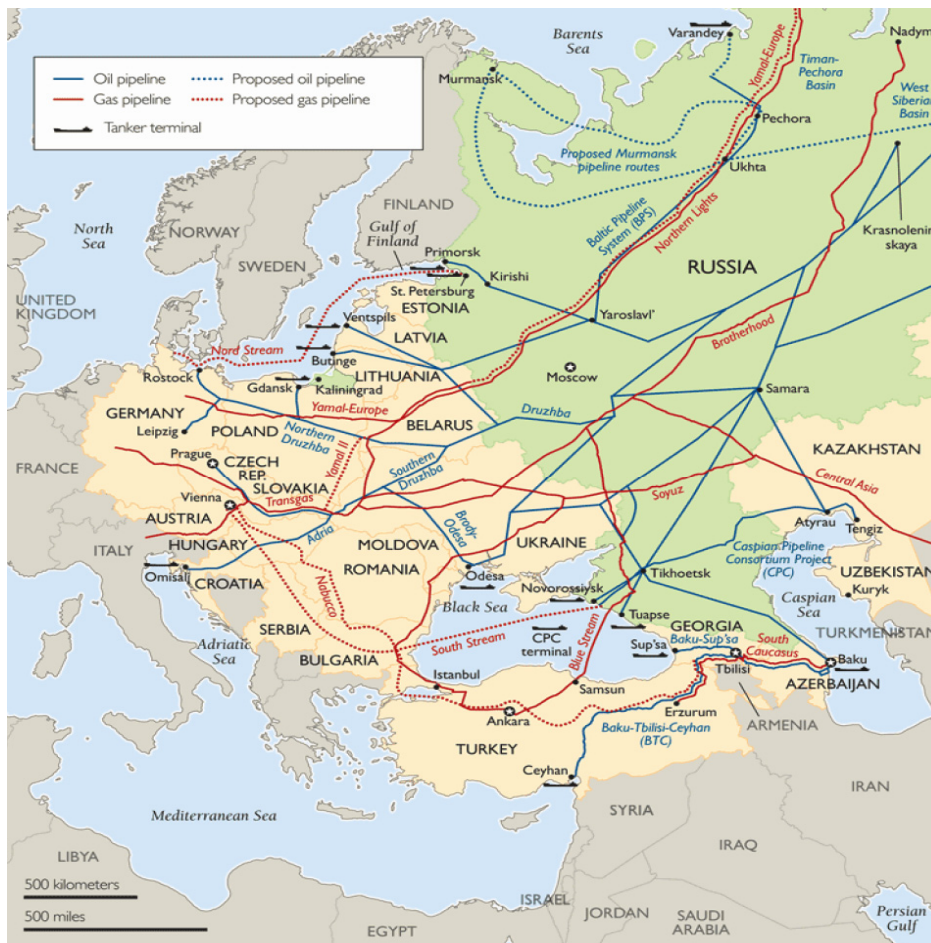 Barents
Sea
Varandey
Nadym
Oil pipeline
Proposed oil pipeline
Gas pipeline
Proposed gas pipeline
Tanker terminal
Murmansk
Yamal-Europe
Timan-
Pechora
Basin
West
Siberian
Basin
Pechora
Proposed Murmansk
pipeline routes
Ukhta
FINLAND
NORWAY
North
Sea
SWEDEN
Gulf of
Finland
Baltic Pipeline
System (BPS)
Northern Lights
Krasnolenin
skaya
RUSSIA
Primorsk
Kirishi
St. Petersburg
ESTONIA
UNITED
KINGDOM
Ventspils
LATVIA
Yaroslavl'
Brotherhood
Nord Stream
Butinge
LITHUANIA
Rostock
Gdansk
Kaliningrad
Moscow
Samara
Yamal-Europe
GERMANY
POLAND
BELARUS
Druzhba
Leipzig
Northern
Druzhba
KAZAKHSTAN
Prague
CZECH
REP.
Yamal II
Southern
Druzhba
FRANCE
SLOVAKIA
Vienna
Transgas
Soyuz
Central Asia
AUSTRIA
Atyrau
Tengiz
HUNGARY
Adria
MOLDOVA
Brody-
Odesa
UKRAINE
Caspian Pipeline
Consortium Project
(CPC)
ITALY
Omisalj
CROATIA
ROMANIA
Odesa
Tikhoetsk
UZBEKISTAN
Kuryk
Nabucco
Novorossiysk
Caspian
Sea
Black Sea
Tuapse
GEORGIA
TURKMENISTAN
Adriatic
Sea
SERBIA
South Stream
CPC
terminal
Blue Stream
Sup'sa
Baku-Sup'sa
South
Caucasus
BULGARIA
Istanbul
Samsun
Tbilisi
Baku
AZERBAIJAN
Ankara
Erzurum
ARMENIA
TURKEY
Baku-Tbilisi-Ceyhan
(BTC)
Ceyhan
IRAN
Mediterranean Sea
SYRIA
IRAQ
LIBYA
500 kilometers
500 miles
ISRAEL
JORDAN
SAUDI
ARABIA
Persian
Gulf
EGYPT